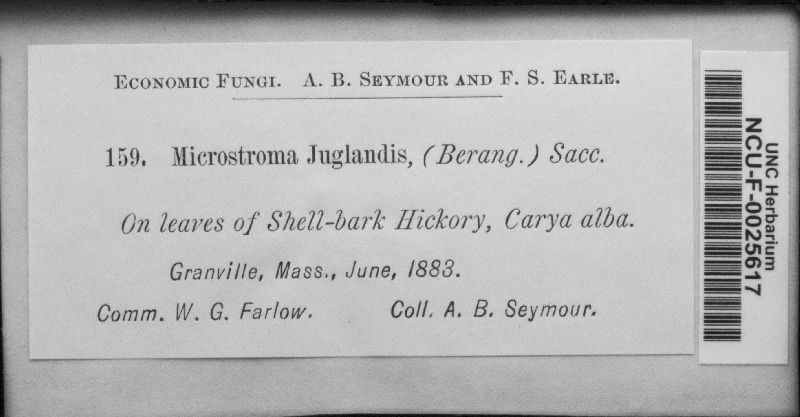 ECONOMIC FUNGI. A. B. SEYMOUR AND F. S. EARLE.
159. Microstroma Juglandis, (Berang.) Sacc.
On leaves of Shell-bark Hickory, Carya alba.
Granville, Mass., June, 1883.
Comm. W. G. Farlow. Coll. A. B. Seymour.
UNC Herbarium
NCU-F-0025617